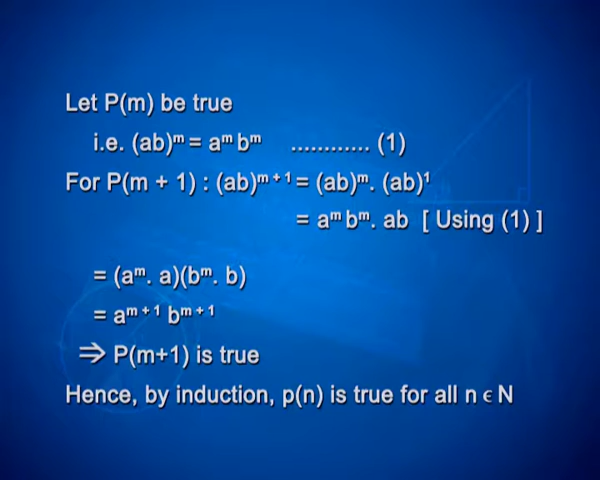 Let P(m) be true
i.e. (ab)ᵐ = aᵐ bᵐ ............ (1)
For P(m + 1) : (ab)ᵐ⁺¹ = (ab)ᵐ. (ab)¹
= aᵐ bᵐ. ab [ Using (1) ]
= (aᵐ. a)(bᵐ. b)
= aᵐ⁺¹ bᵐ⁺¹
⇒ P(m+1) is true
Hence, by induction, p(n) is true for all n ϵ N